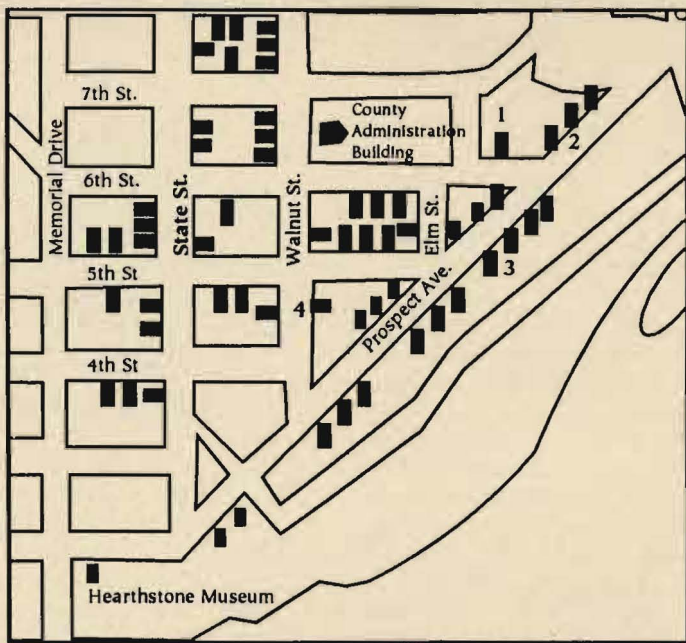 7th St.
1
County
Administration
Building
2
Memorial Drive
6th St.
State St.
Walnut St.
Elm St.
3
5th St
4
Prospect Ave.
4th St
Hearthstone Museum